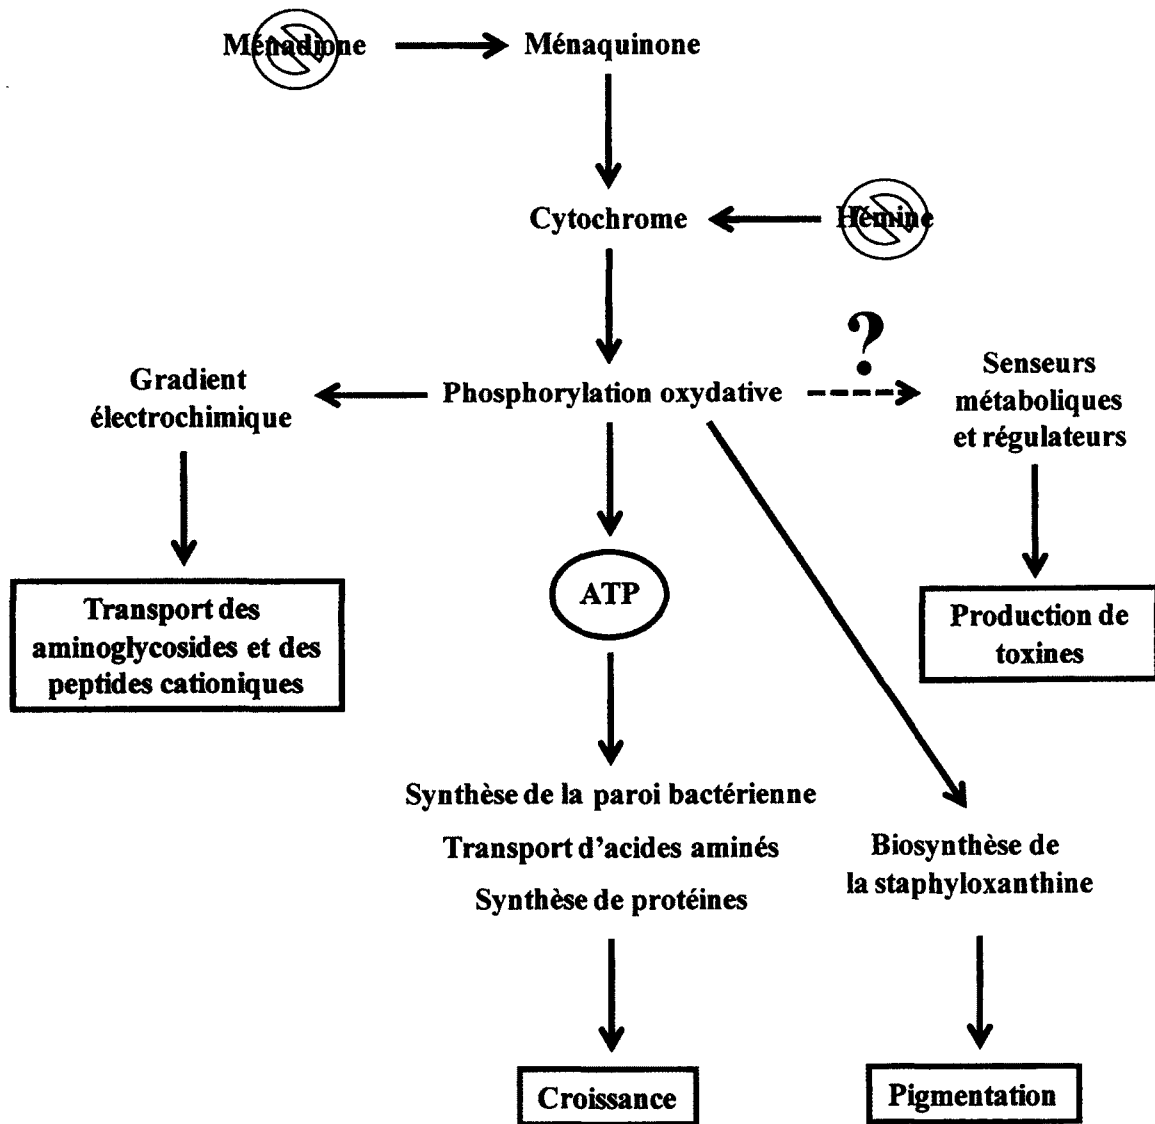 Ménadione
Ménaquinone
Cytochrome
Hémine
?
Gradient
électrochimique
Phosphorylation oxydative
Senseurs
métaboliques
et régulateurs
Transport des
aminoglycosides et des
peptides cationiques
ATP
Production de
toxines
Synthèse de la paroi bactérienne
Transport d'acides aminés
Synthèse de protéines
Biosynthèse de
la staphyloxanthine
Croissance
Pigmentation